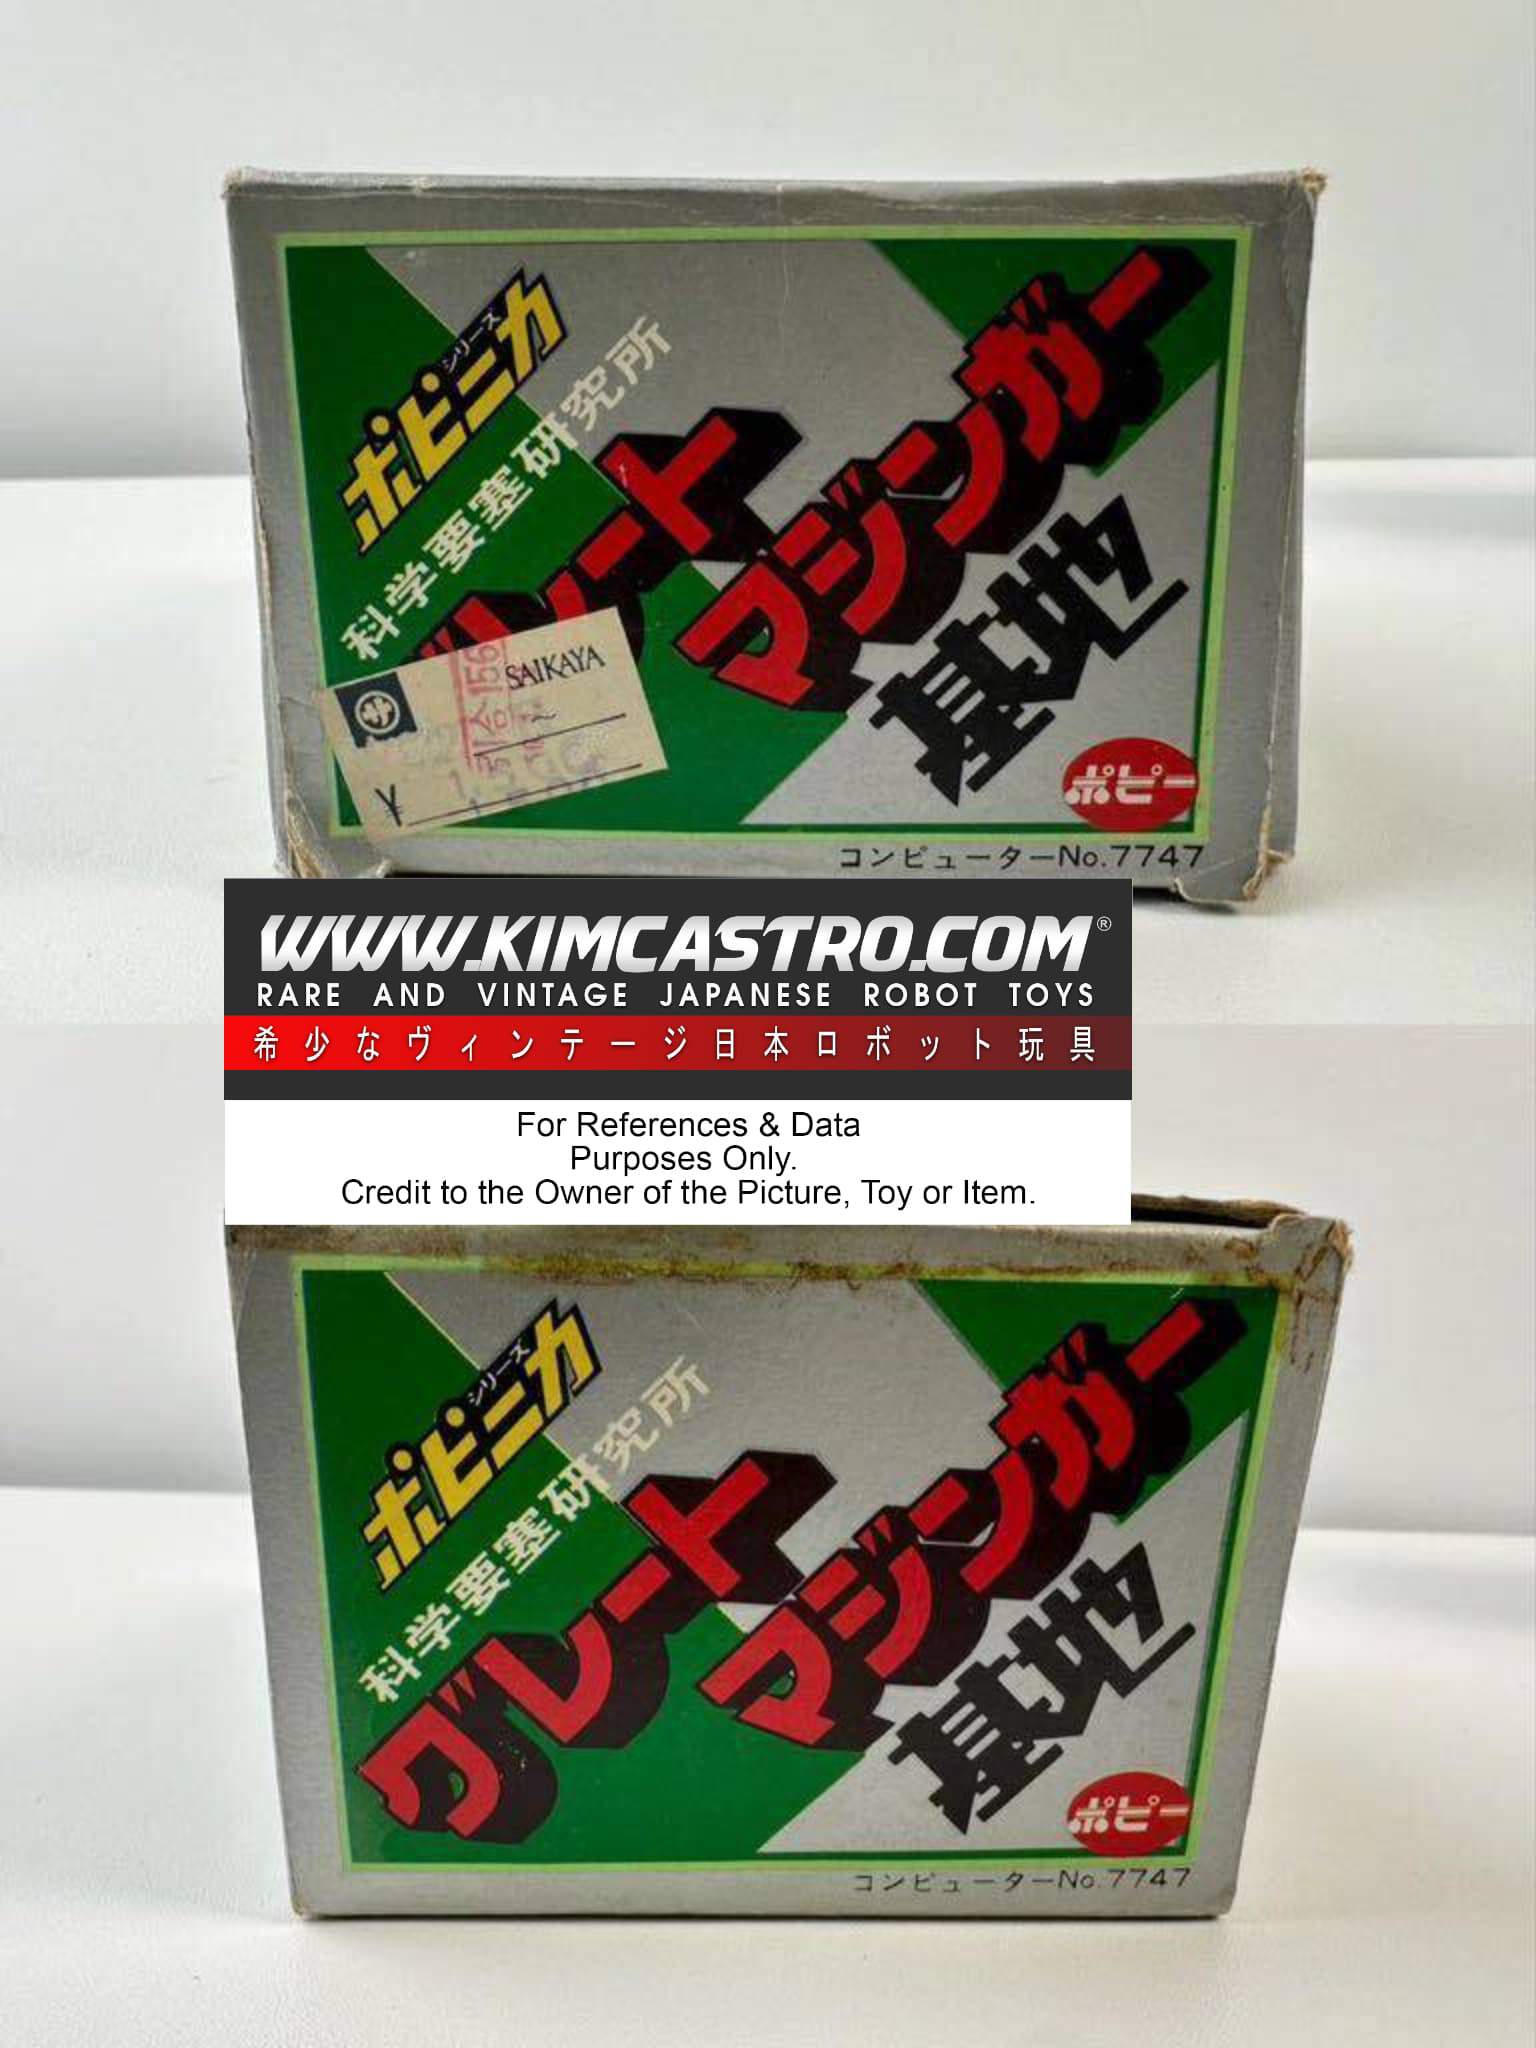 ポピニカ
シリーズ
科学要塞研究所
レート
マジンガー
基地
SAIKAYA
¥
ポピー
コンピューターNo.7747
WWW.KIMCASTRO.COM®
RARE AND VINTAGE JAPANESE ROBOT TOYS
希少なヴィンテージ日本ロボット玩具
For References & Data
Purposes Only.
Credit to the Owner of the Picture, Toy or Item.
ポピニカ
シリーズ
科学要塞研究所
グレート
マジンガー
基地
ポピー
コンピューターNo.7747